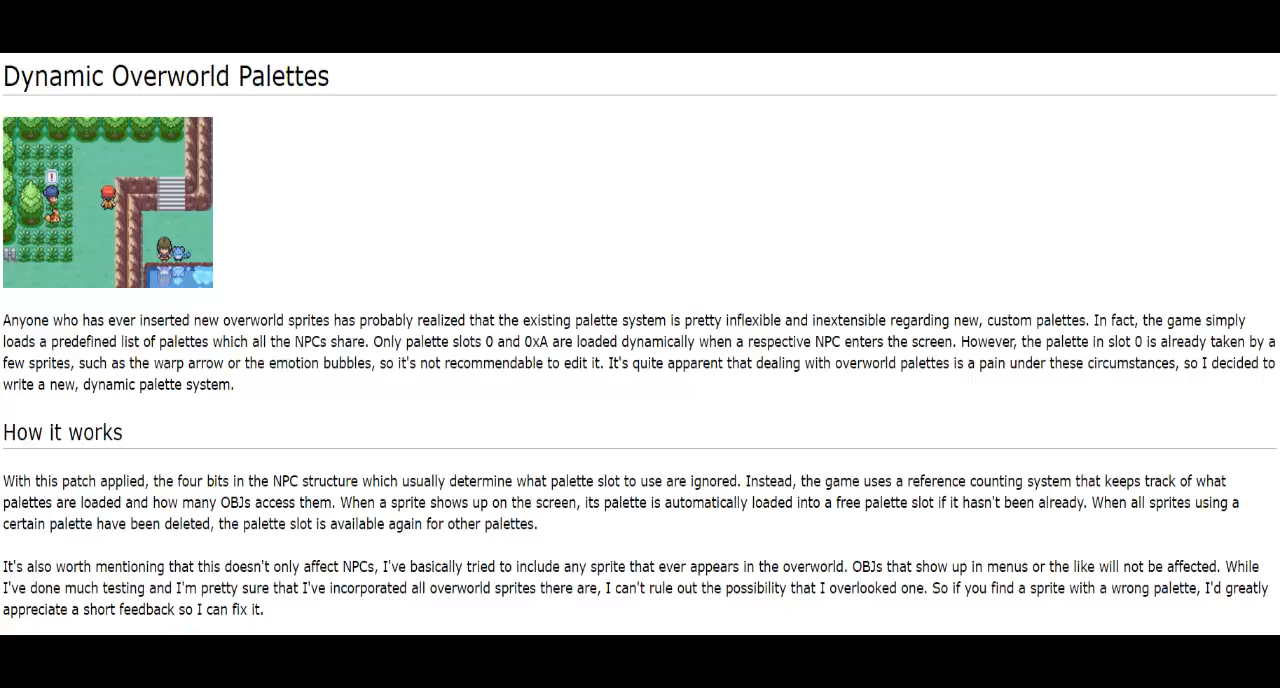 Dynamic Overworld Palettes
!
Anyone who has ever inserted new overworld sprites has probably realized that the existing palette system is pretty inflexible and inextensible regarding new, custom palettes. In fact, the game simply
loads a predefined list of palettes which all the NPCs share. Only palette slots 0 and 0xA are loaded dynamically when a respective NPC enters the screen. However, the palette in slot 0 is already taken by a
few sprites, such as the warp arrow or the emotion bubbles, so it's not recommendable to edit it. It's quite apparent that dealing with overworld palettes is a pain under these circumstances, so I decided to
write a new, dynamic palette system.
How it works
With this patch applied, the four bits in the NPC structure which usually determine what palette slot to use are ignored. Instead, the game uses a reference counting system that keeps track of what
palettes are loaded and how many OBJs access them. When a sprite shows up on the screen, its palette is automatically loaded into a free palette slot if it hasn't been already. When all sprites using a
certain palette have been deleted, the palette slot is available again for other palettes.
It's also worth mentioning that this doesn't only affect NPCs, I've basically tried to include any sprite that ever appears in the overworld. OBJs that show up in menus or the like will not be affected. While
I've done much testing and I'm pretty sure that I've incorporated all overworld sprites there are, I can't rule out the possibility that I overlooked one. So if you find a sprite with a wrong palette, I'd greatly
appreciate a short feedback so I can fix it.